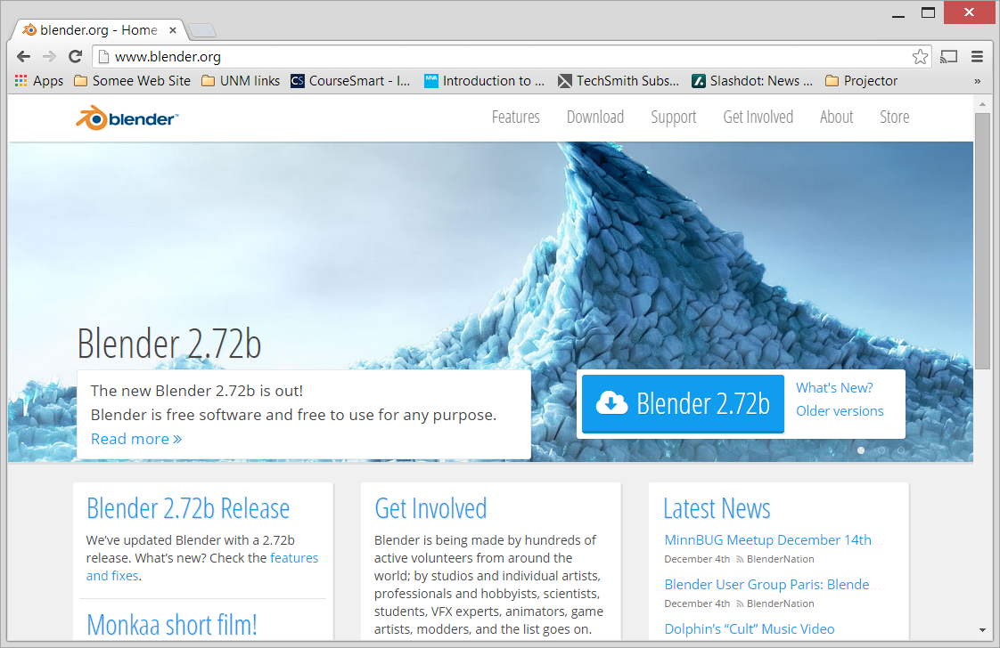 blender.org - Home
www.blender.org
Apps
Somee Web Site
UNM links
CS CourseSmart - I...
MVA Introduction to ...
TechSmith Subs...
Slashdot: News ...
Projector
»
blender™
Features
Download
Support
Get Involved
About
Store
Blender 2.72b
The new Blender 2.72b is out!
Blender is free software and free to use for any purpose.
Read more »
Blender 2.72b
What's New?
Older versions
Blender 2.72b Release
We've updated Blender with a 2.72b
release. What's new? Check the features
and fixes.
Monkaa short film!
Get Involved
Blender is being made by hundreds of
active volunteers from around the
world; by studios and individual artists,
professionals and hobbyists, scientists,
students, VFX experts, animators, game
artists, modders, and the list goes on.
Latest News
MinnBUG Meetup December 14th
December 4th BlenderNation
Blender User Group Paris: Blende...
December 4th BlenderNation
Dolphin's “Cult” Music Video